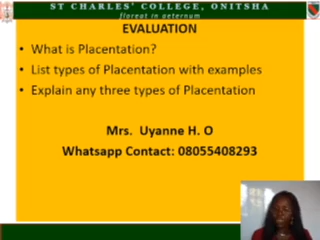 ST CHARLES' COLLEGE, ONITSHA
floreat in aeternum
EVALUATION
• What is Placentation?
• List types of Placentation with examples
• Explain any three types of Placentation
Mrs. Uyanne H. O
Whatsapp Contact: 08055408293